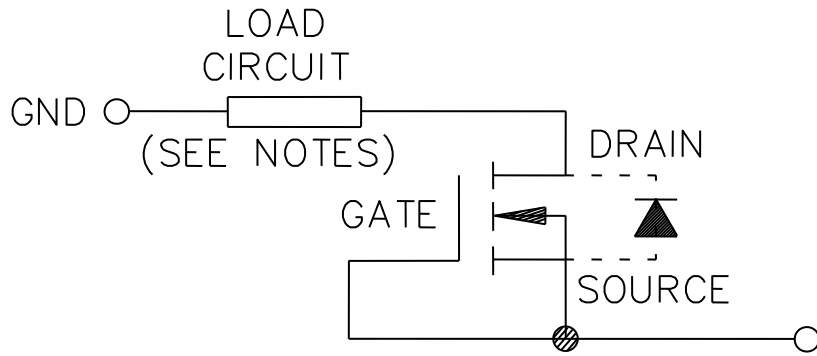 LOAD
CIRCUIT
GND
(SEE NOTES)
DRAIN
GATE
SOURCE